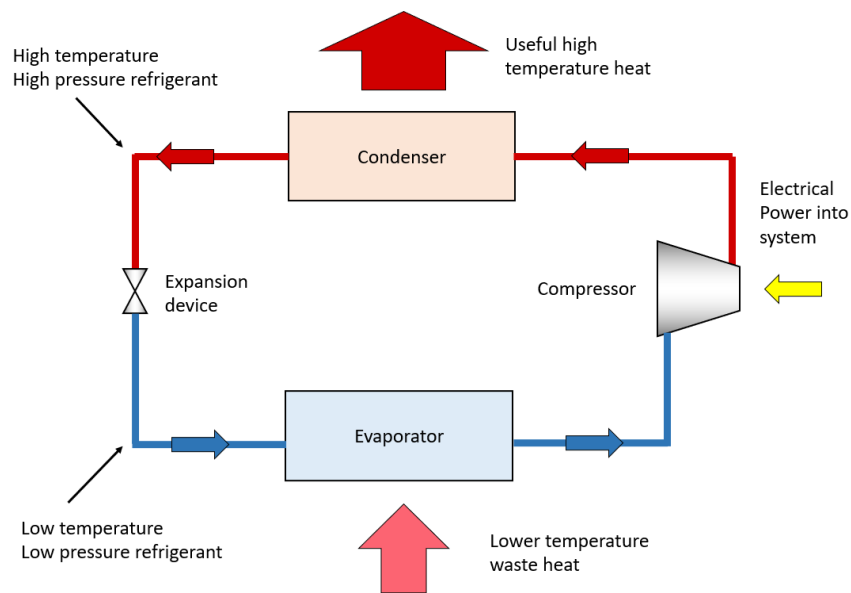 High temperature
High pressure refrigerant
Useful high
temperature heat
Condenser
Electrical
Power into
system
Expansion
device
Compressor
Evaporator
Low temperature
Low pressure refrigerant
Lower temperature
waste heat